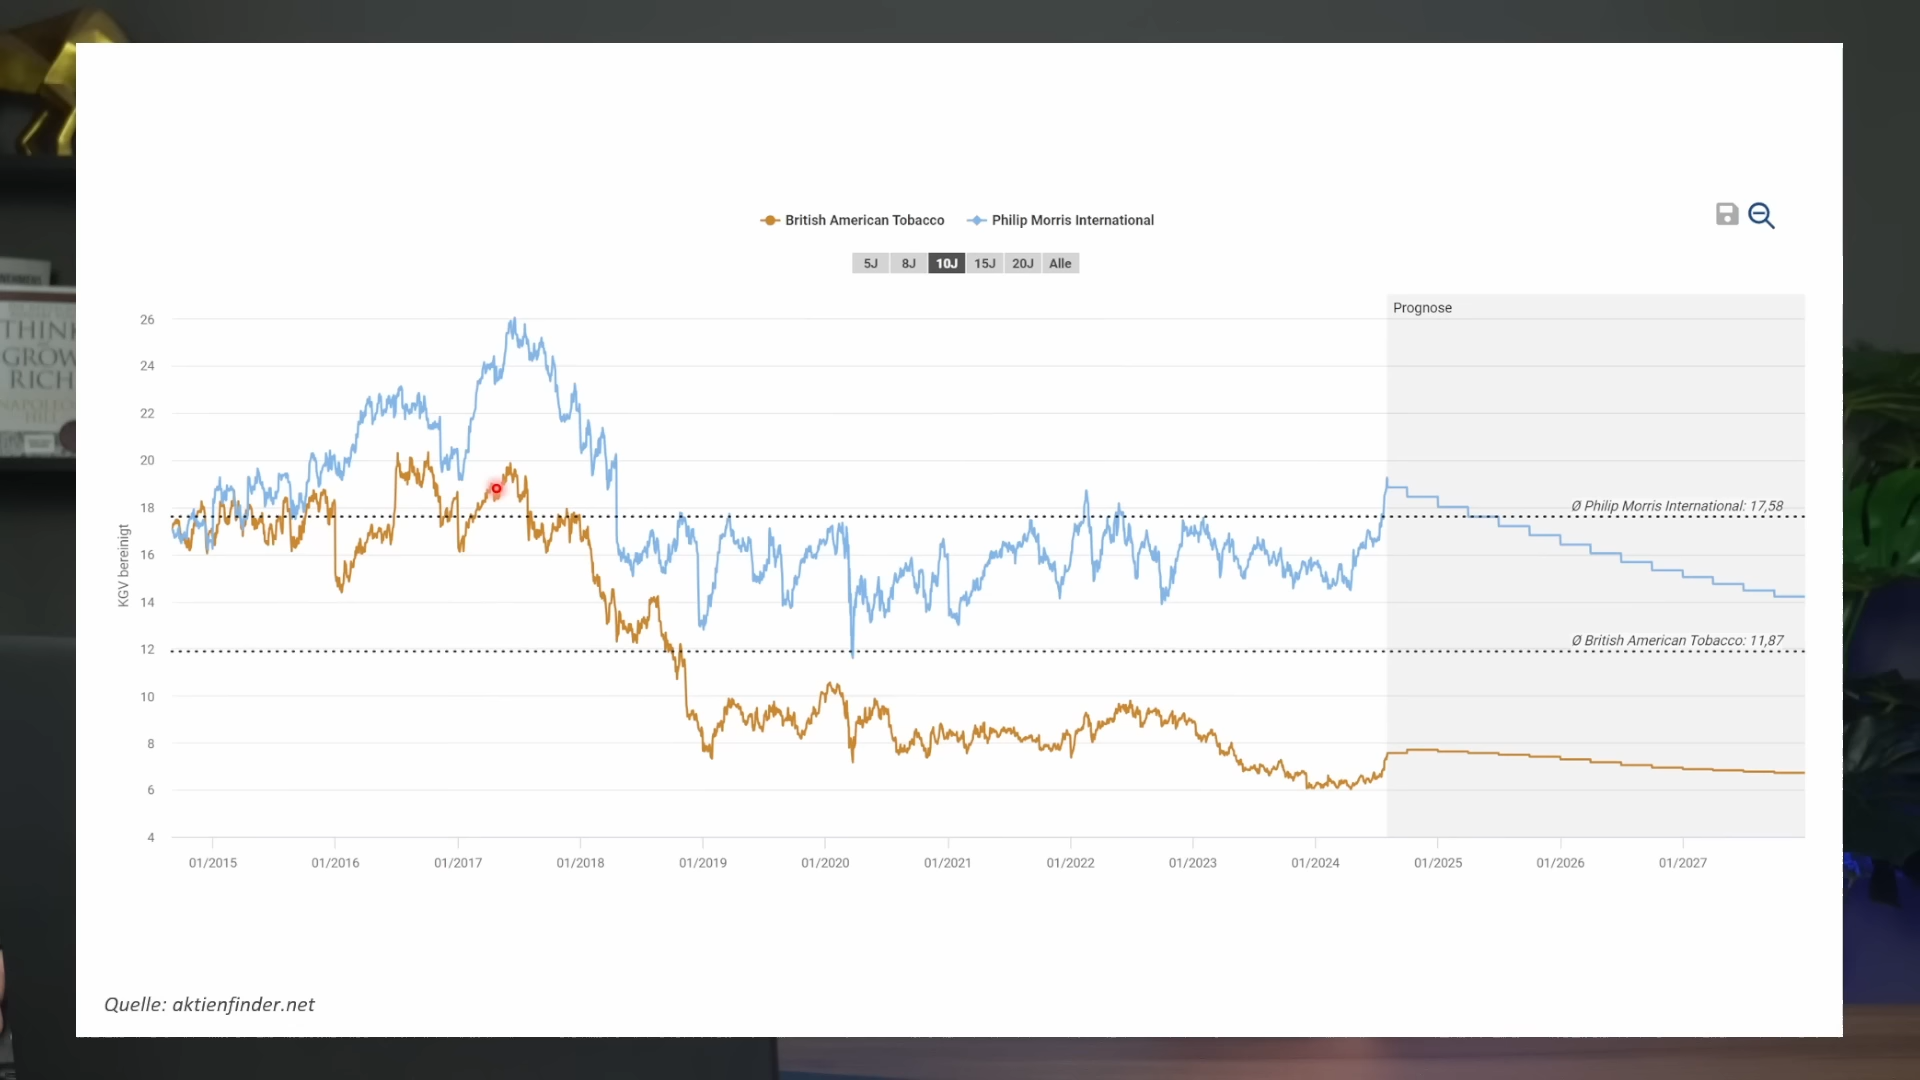 British American Tobacco
Philip Morris International
5J
8J
10J
15J
20J
Alle
Prognose
26
24
22
20
18
16
14
12
10
8
6
4
KGV bereinigt
Ø Philip Morris International: 17,58
Ø British American Tobacco: 11,87
01/2015
01/2016
01/2017
01/2018
01/2019
01/2020
01/2021
01/2022
01/2023
01/2024
01/2025
01/2026
01/2027
Quelle: aktienfinder.net
THINK
GROW
RICH
NAPOLEON
HILL